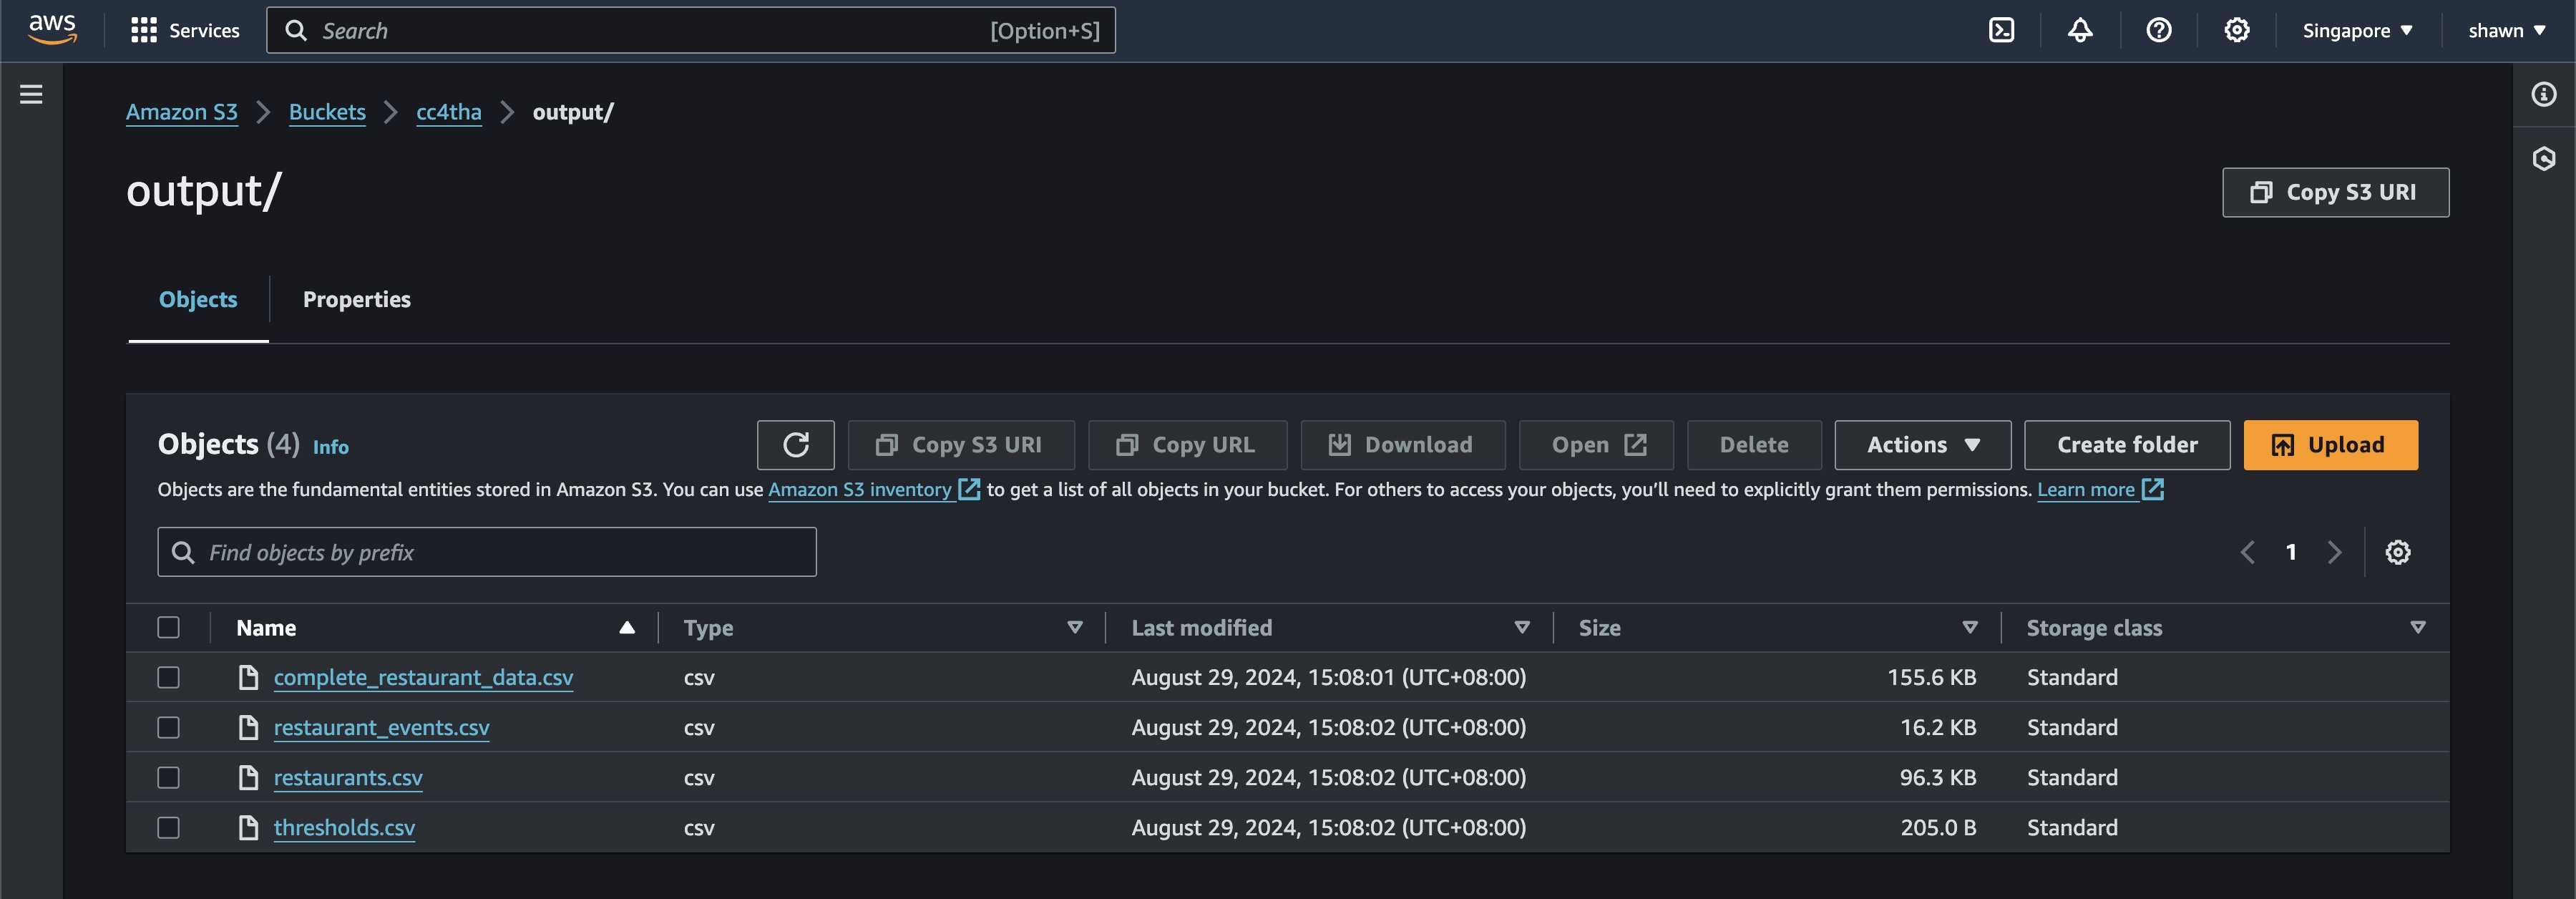 aws Services Search [Option+S] Singapore shawn
Amazon S3 Buckets cc4tha output/
output/
Copy S3 URI
Objects Properties
Objects (4) Info Copy S3 URI Copy URL Download Open Delete Actions Create folder Upload
Objects are the fundamental entities stored in Amazon S3. You can use Amazon S3 inventory to get a list of all objects in your bucket. For others to access your objects, you’ll need to explicitly grant them permissions. Learn more
Find objects by prefix 1
Name Type Last modified Size Storage class
complete_restaurant_data.csv csv August 29, 2024, 15:08:01 (UTC+08:00) 155.6 KB Standard
restaurant_events.csv csv August 29, 2024, 15:08:02 (UTC+08:00) 16.2 KB Standard
restaurants.csv csv August 29, 2024, 15:08:02 (UTC+08:00) 96.3 KB Standard
thresholds.csv csv August 29, 2024, 15:08:02 (UTC+08:00) 205.0 B Standard